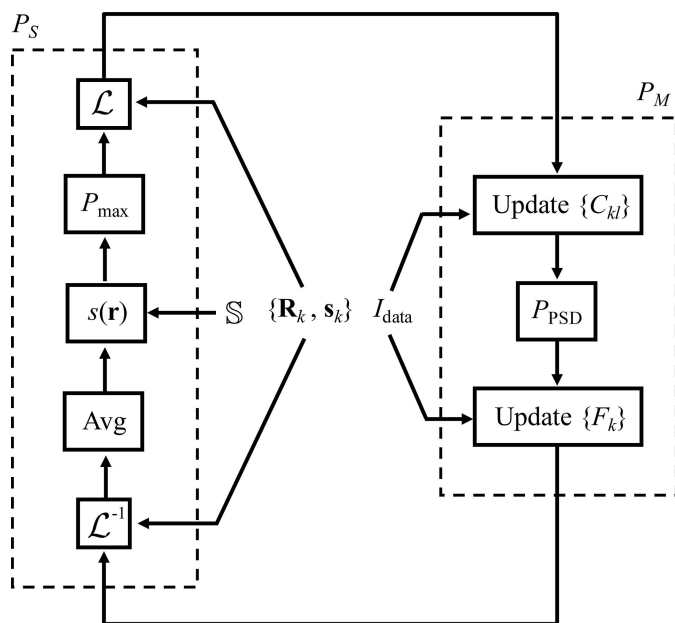 P_S
ℒ
P_max
s(r)
Avg
ℒ^-1
𝕊 {R_k , s_k} I_data
P_M
Update {C_kl}
P_PSD
Update {F_k}